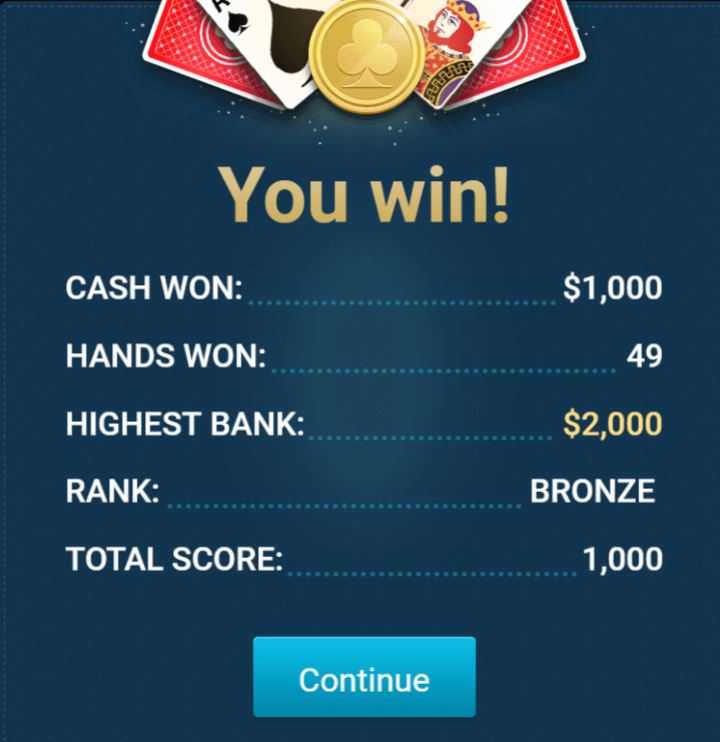 You win!
CASH WON: $1,000
HANDS WON: 49
HIGHEST BANK: $2,000
RANK: BRONZE
TOTAL SCORE: 1,000
Continue